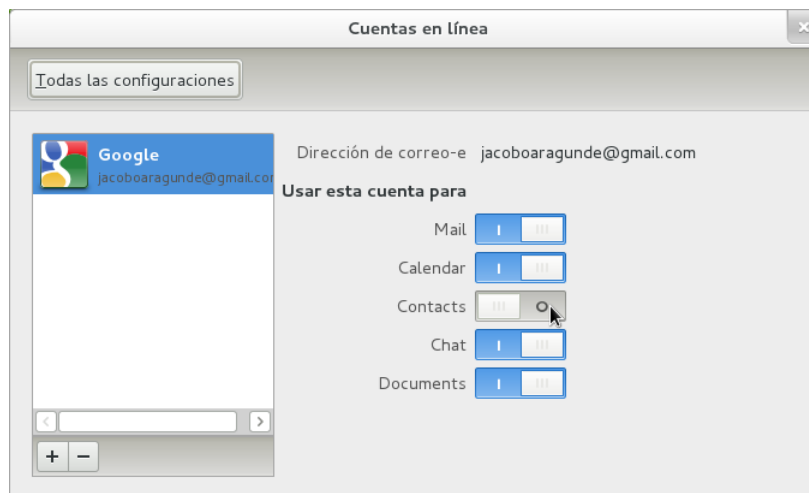 Cuentas en línea
Todas las configuraciones
Google
jacoboaragunde@gmail.com
Dirección de correo-e jacoboaragunde@gmail.com
Usar esta cuenta para
Mail
Calendar
Contacts
Chat
Documents